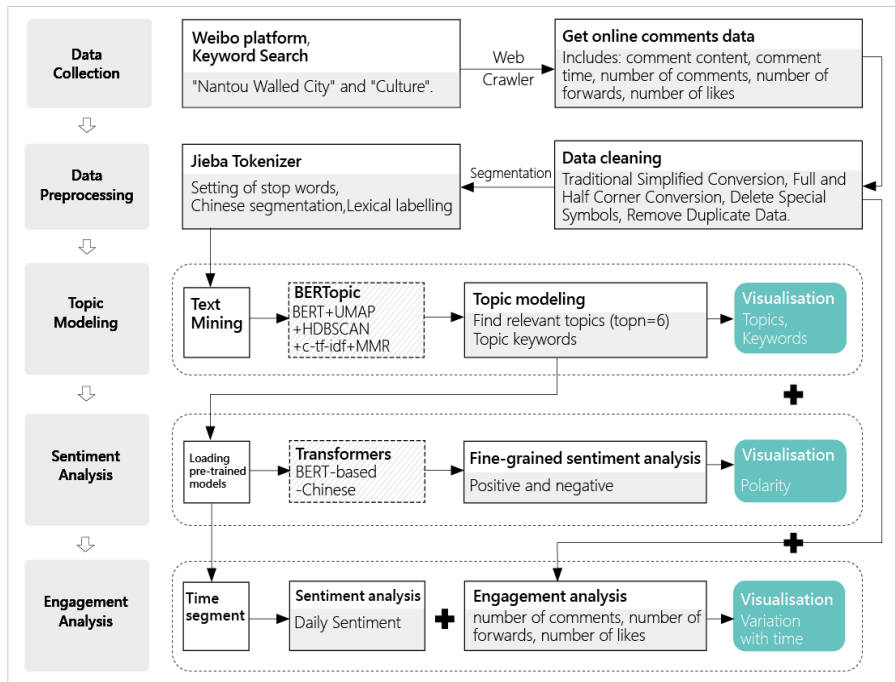 Data
Collection
Weibo platform,
Keyword Search
"Nantou Walled City" and "Culture".
Web
Crawler
Get online comments data
Includes: comment content, comment
time, number of comments, number of
forwards, number of likes
Data
Preprocessing
Jieba Tokenizer
Setting of stop words,
Chinese segmentation,Lexical labelling
Segmentation
Data cleaning
Traditional Simplified Conversion, Full and
Half Corner Conversion, Delete Special
Symbols, Remove Duplicate Data.
Topic
Modeling
Text
Mining
BERTopic
BERT+UMAP
+HDBSCAN
+c-tf-idf+MMR
Topic modeling
Find relevant topics (topn=6)
Topic keywords
Visualisation
Topics,
Keywords
Sentiment
Analysis
Loading
pre-trained
models
Transformers
BERT-based
-Chinese
Fine-grained sentiment analysis
Positive and negative
Visualisation
Polarity
Engagement
Analysis
Time
segment
Sentiment analysis
Daily Sentiment
Engagement analysis
number of comments, number of
forwards, number of likes
Visualisation
Variation
with time